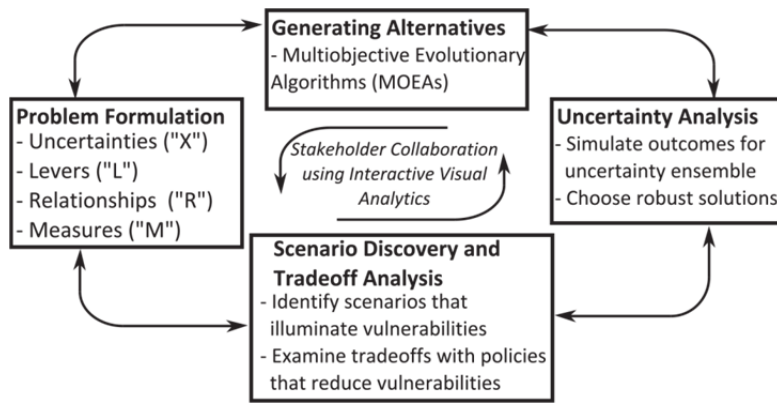 Generating Alternatives
- Multiobjective Evolutionary
Algorithms (MOEAs)
Problem Formulation
- Uncertainties ("X")
- Levers ("L")
- Relationships ("R")
- Measures ("M")
Stakeholder Collaboration
using Interactive Visual
Analytics
Uncertainty Analysis
- Simulate outcomes for
uncertainty ensemble
- Choose robust solutions
Scenario Discovery and
Tradeoff Analysis
- Identify scenarios that
illuminate vulnerabilities
- Examine tradeoffs with policies
that reduce vulnerabilities